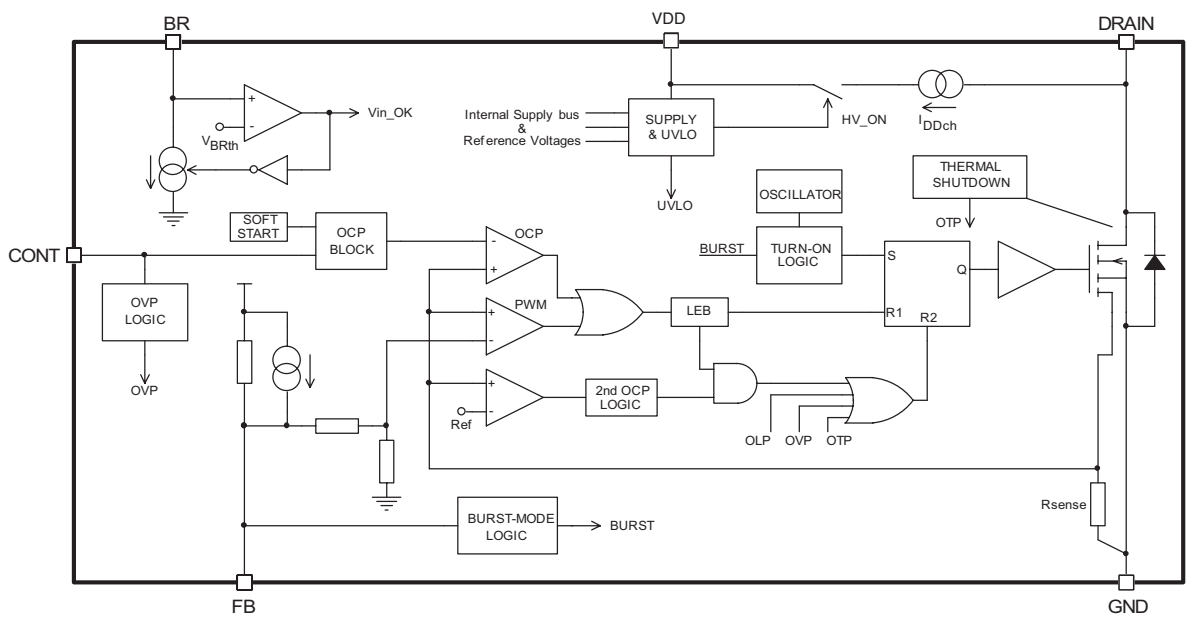 BR
VDD
DRAIN
+
-
Vin_OK
VBRth
Internal Supply bus
&
Reference Voltages
SUPPLY
& UVLO
HV_ON
IDDch
UVLO
THERMAL
SHUTDOWN
OTP
OSCILLATOR
SOFT
START
OCP
BLOCK
OCP
-
+
BURST
TURN-ON
LOGIC
S
Q
R1
R2
CONT
OVP
LOGIC
OVP
PWM
+
-
LEB
+
-
Ref
2nd OCP
LOGIC
OLP
OVP
OTP
Rsense
BURST-MODE
LOGIC
BURST
FB
GND